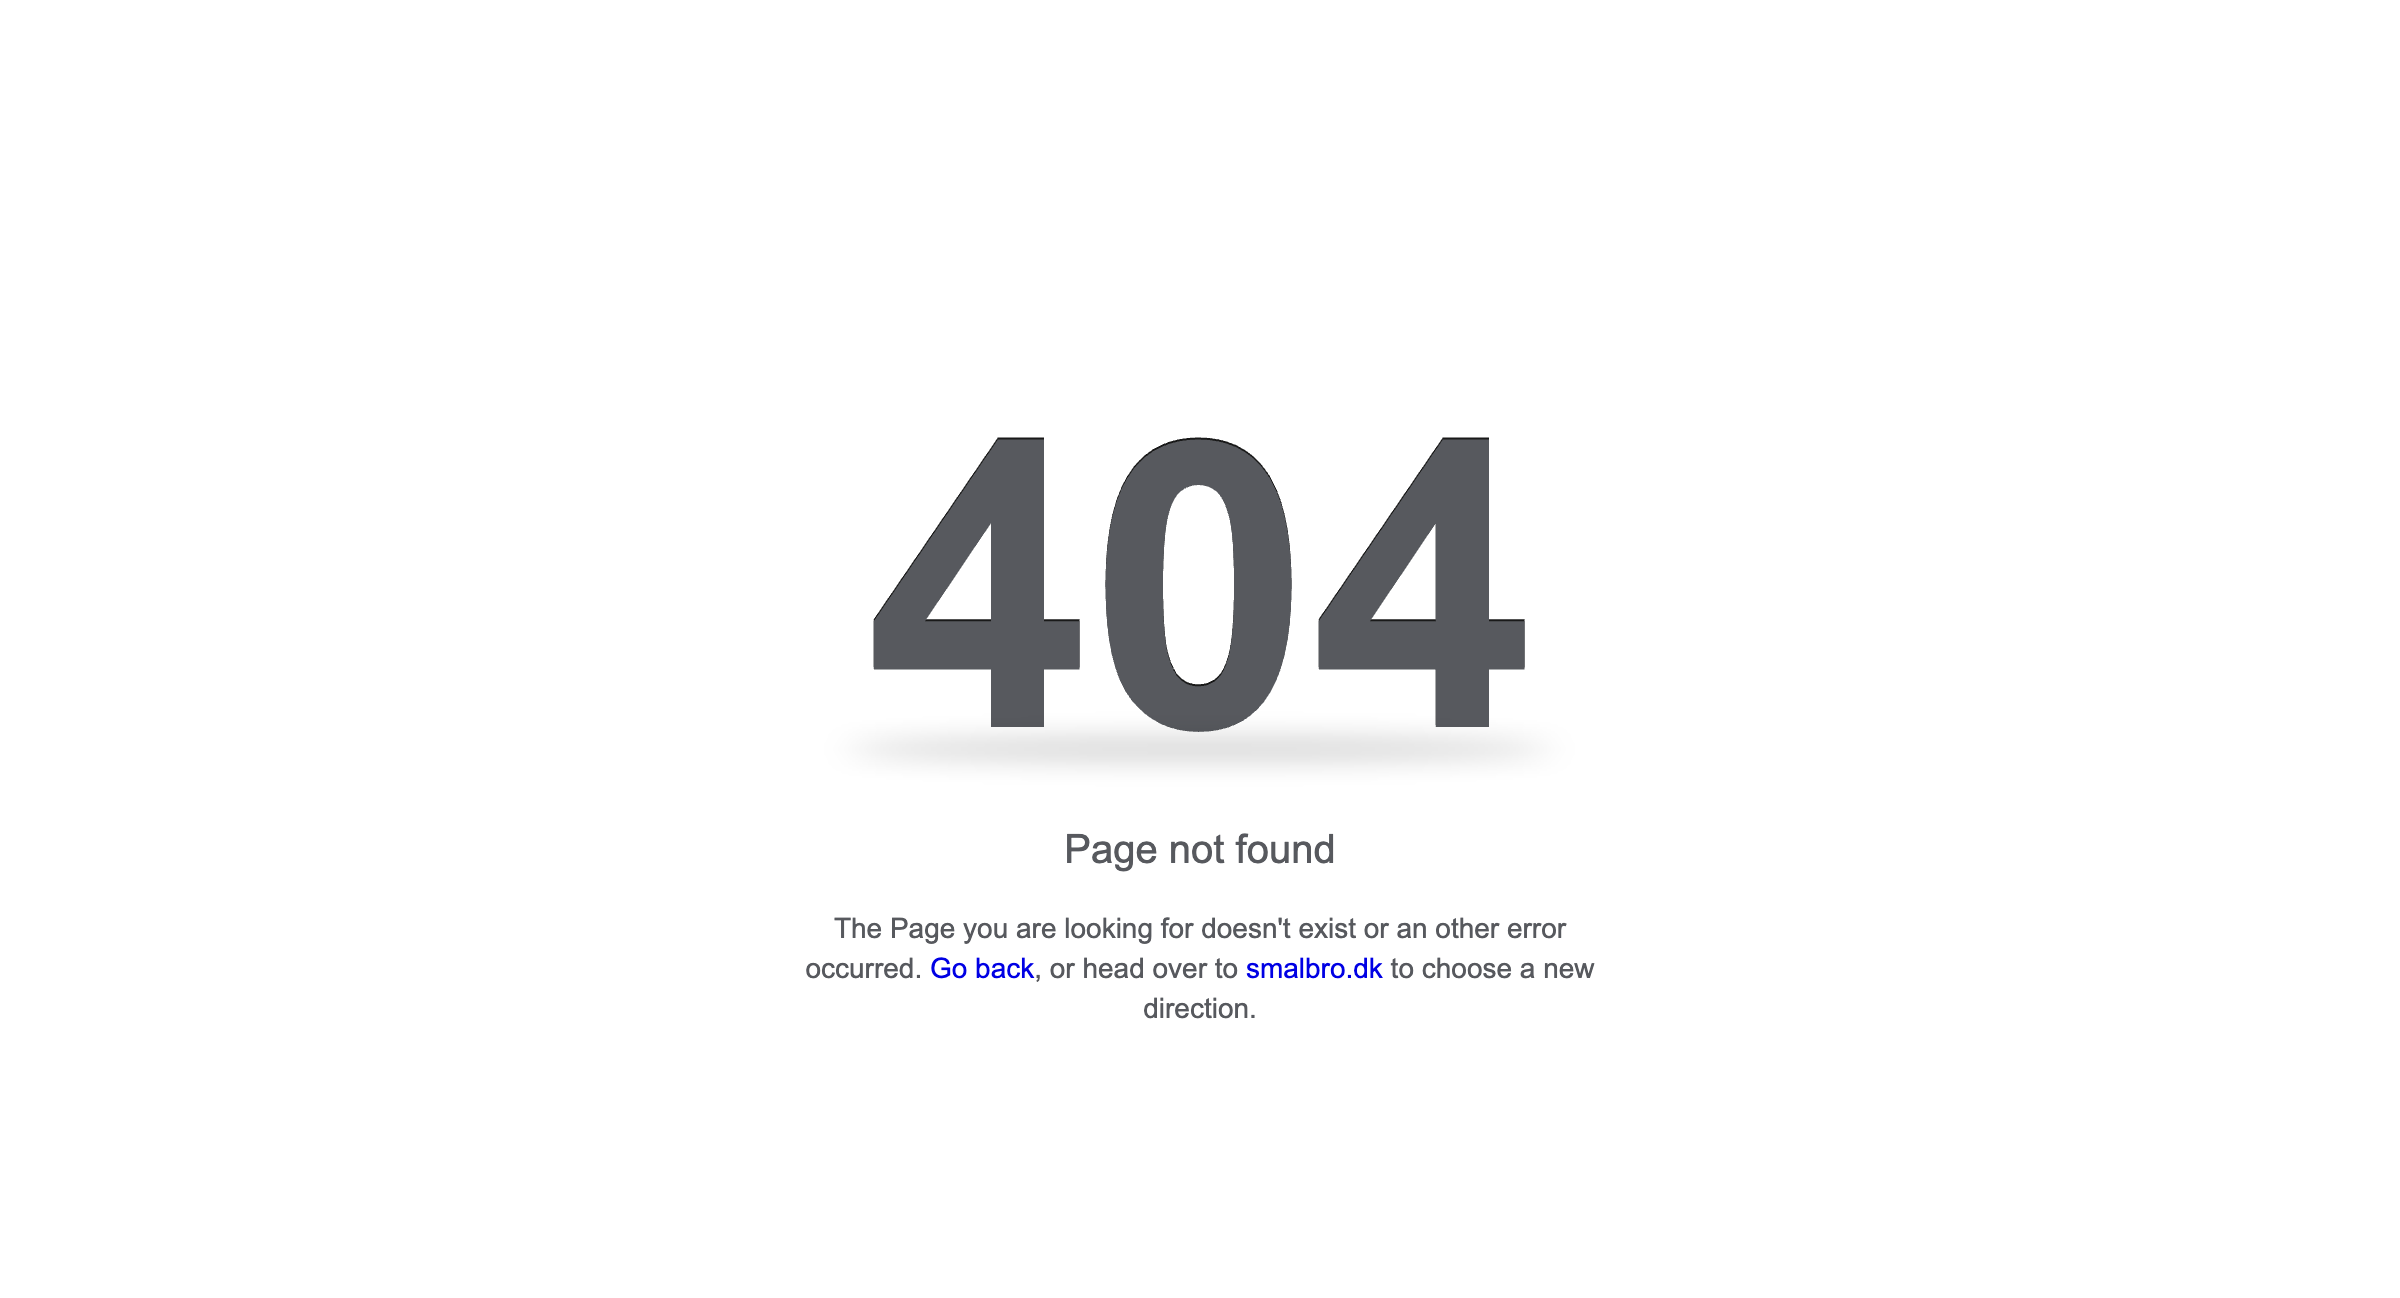 404
Page not found
The Page you are looking for doesn't exist or an other error
occurred. Go back, or head over to smalbro.dk to choose a new
direction.